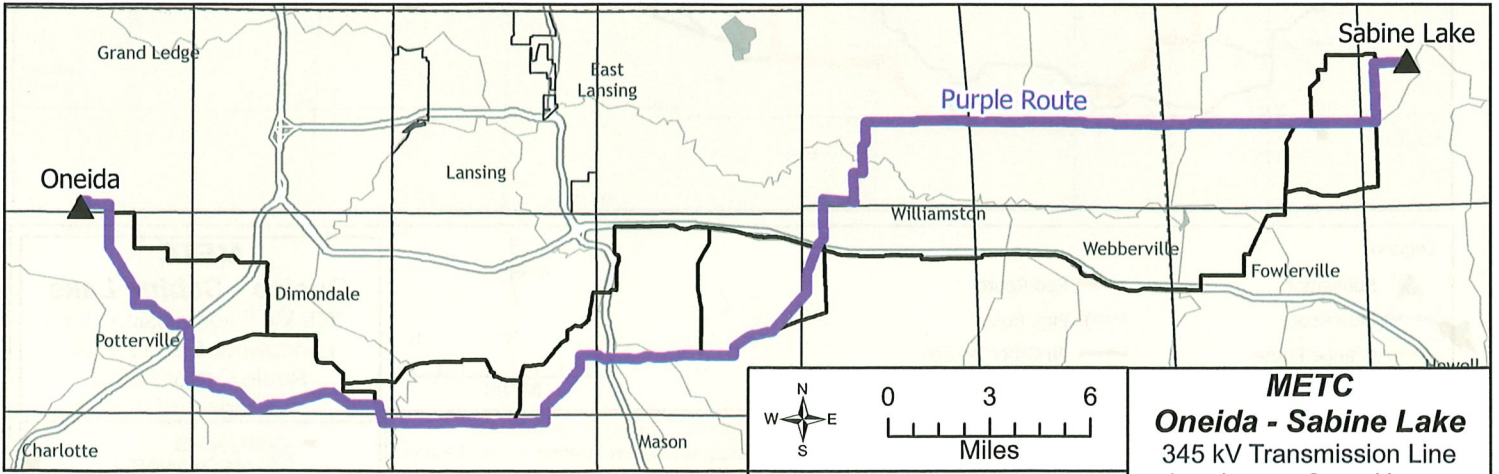 Sabine Lake
Grand Ledge
East
Lansing
Purple Route
Oneida
Lansing
Williamston
Webberville
Fowlerville
Dimondale
Potterville
Charlotte
Mason
Howell
N
W E
S
0 3 6
Miles
METC
Oneida - Sabine Lake
345 kV Transmission Line